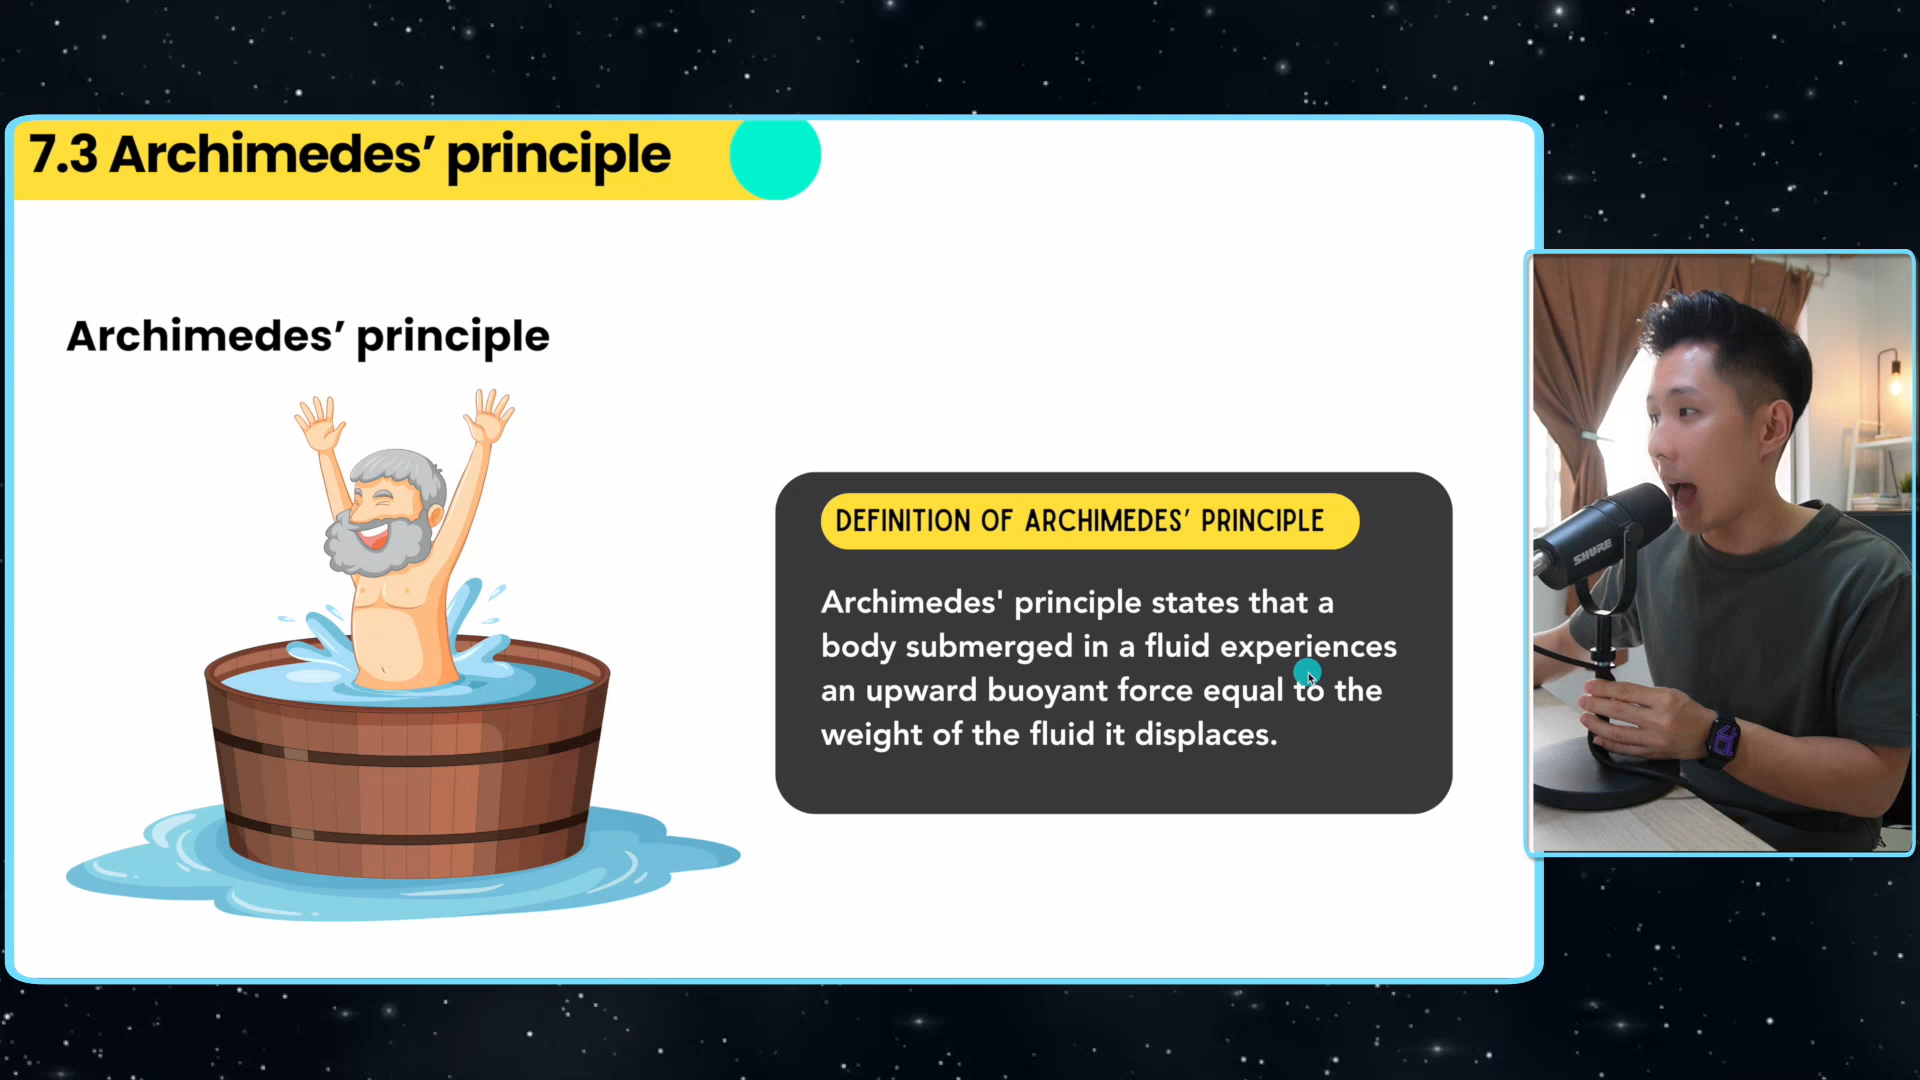 7.3 Archimedes’ principle
Archimedes’ principle
DEFINITION OF ARCHIMEDES’ PRINCIPLE
Archimedes' principle states that a
body submerged in a fluid experiences
an upward buoyant force equal to the
weight of the fluid it displaces.
SHURE